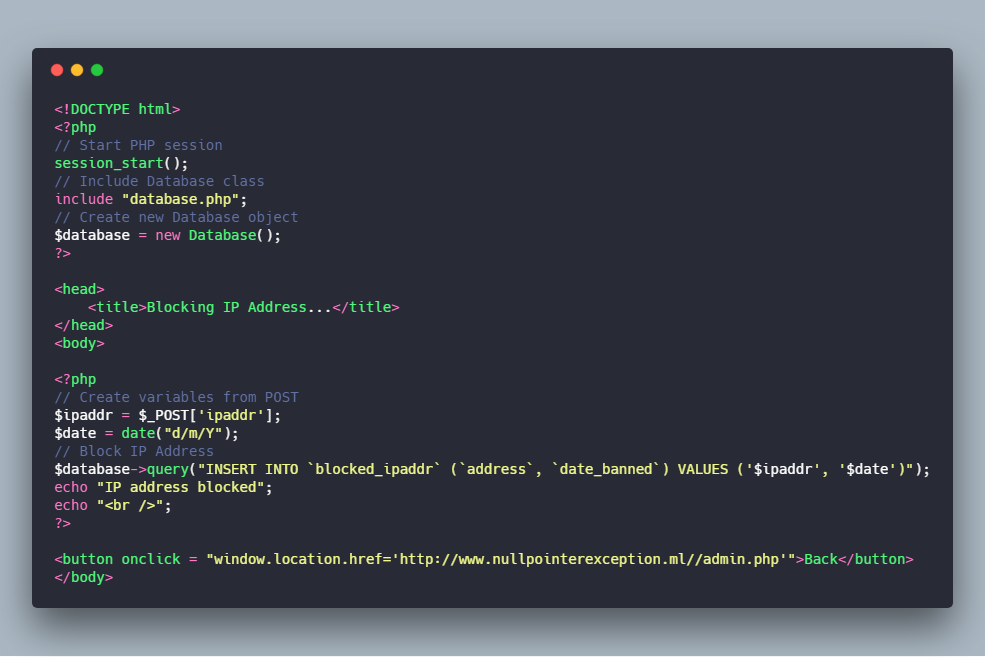 <!DOCTYPE html>
<?php
// Start PHP session
session_start();
// Include Database class
include "database.php";
// Create new Database object
$database = new Database();
?>
<head>
    <title>Blocking IP Address...</title>
</head>
<body>
<?php
// Create variables from POST
$ipaddr = $_POST['ipaddr'];
$date = date("d/m/Y");
// Block IP Address
$database->query("INSERT INTO `blocked_ipaddr` (`address`, `date_banned`) VALUES ('$ipaddr', '$date')");
echo "IP address blocked";
echo "<br />";
?>
<button onclick = "window.location.href='http://www.nullpointerexception.ml//admin.php'">Back</button>
</body>